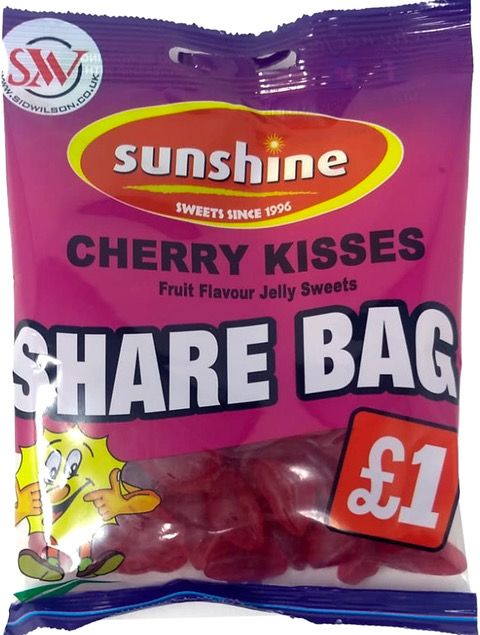 SW
WWW.SIDWILSON.CO.UK
sunshine
SWEETS SINCE 1996
CHERRY KISSES
Fruit Flavour Jelly Sweets
SHARE BAG
£1